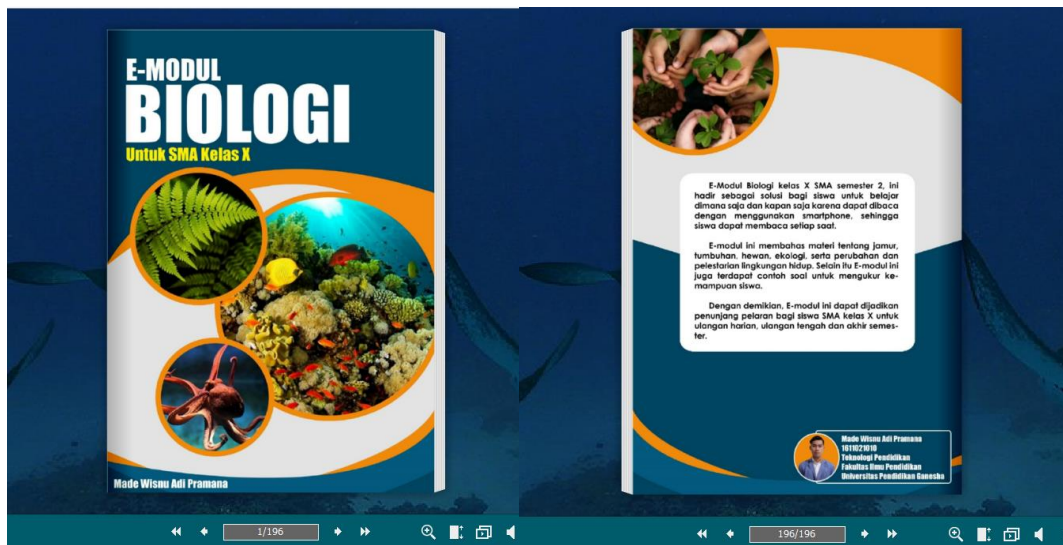 E-MODUL
BIOLOGI
Untuk SMA Kelas X
Made Wisnu Adi Pramana
1/196
E-Modul Biologi kelas X SMA semester 2, ini
hadir sebagai solusi bagi siswa untuk belajar
dimana saja dan kapan saja karena dapat dibaca
dengan menggunakan smartphone, sehingga
siswa dapat membaca setiap saat.
E-modul ini membahas materi tentang jamur,
tumbuhan, hewan, ekologi, serta perubahan dan
pelestarian lingkungan hidup. Selain itu E-modul ini
juga terdapat contoh soal untuk mengukur ke-
mampuan siswa.
Dengan demikian, E-modul ini dapat dijadikan
penunjang pelaran bagi siswa SMA kelas X untuk
ulangan harian, ulangan tengah dan akhir semes-
ter.
Made Wisnu Adi Pramana
1611021010
Teknologi Pendidikan
Fakultas Ilmu Pendidikan
Universitas Pendidikan Ganesha
196/196